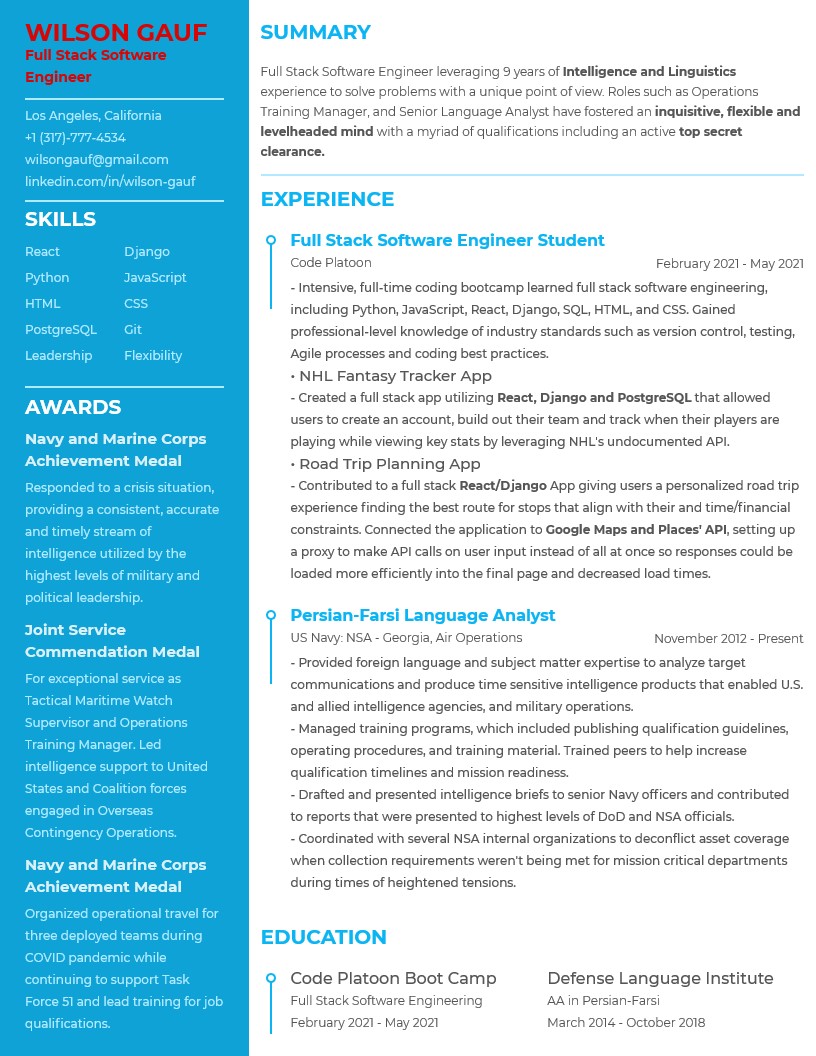 WILSON GAUF
Full Stack Software
Engineer
Los Angeles, California
+1 (317)-777-4534
wilsongauf@gmail.com
linkedin.com/in/wilson-gauf
SKILLS
React Django
Python JavaScript
HTML CSS
PostgreSQL Git
Leadership Flexibility
AWARDS
Navy and Marine Corps
Achievement Medal
Responded to a crisis situation,
providing a consistent, accurate
and timely stream of
intelligence utilized by the
highest levels of military and
political leadership.
Joint Service
Commendation Medal
For exceptional service as
Tactical Maritime Watch
Supervisor and Operations
Training Manager. Led
intelligence support to United
States and Coalition forces
engaged in Overseas
Contingency Operations.
Navy and Marine Corps
Achievement Medal
Organized operational travel for
three deployed teams during
COVID pandemic while
continuing to support Task
Force 51 and lead training for job
qualifications.
SUMMARY
Full Stack Software Engineer leveraging 9 years of Intelligence and Linguistics
experience to solve problems with a unique point of view. Roles such as Operations
Training Manager, and Senior Language Analyst have fostered an inquisitive, flexible and
levelheaded mind with a myriad of qualifications including an active top secret
clearance.
EXPERIENCE
Full Stack Software Engineer Student
Code Platoon February 2021 - May 2021
- Intensive, full-time coding bootcamp learned full stack software engineering,
including Python, JavaScript, React, Django, SQL, HTML, and CSS. Gained
professional-level knowledge of industry standards such as version control, testing,
Agile processes and coding best practices.
• NHL Fantasy Tracker App
- Created a full stack app utilizing React, Django and PostgreSQL that allowed
users to create an account, build out their team and track when their players are
playing while viewing key stats by leveraging NHL's undocumented API.
• Road Trip Planning App
- Contributed to a full stack React/Django App giving users a personalized road trip
experience finding the best route for stops that align with their and time/financial
constraints. Connected the application to Google Maps and Places' API, setting up
a proxy to make API calls on user input instead of all at once so responses could be
loaded more efficiently into the final page and decreased load times.
Persian-Farsi Language Analyst
US Navy: NSA - Georgia, Air Operations November 2012 - Present
- Provided foreign language and subject matter expertise to analyze target
communications and produce time sensitive intelligence products that enabled U.S.
and allied intelligence agencies, and military operations.
- Managed training programs, which included publishing qualification guidelines,
operating procedures, and training material. Trained peers to help increase
qualification timelines and mission readiness.
- Drafted and presented intelligence briefs to senior Navy officers and contributed
to reports that were presented to highest levels of DoD and NSA officials.
- Coordinated with several NSA internal organizations to deconflict asset coverage
when collection requirements weren't being met for mission critical departments
during times of heightened tensions.
EDUCATION
Code Platoon Boot Camp
Full Stack Software Engineering
February 2021 - May 2021
Defense Language Institute
AA in Persian-Farsi
March 2014 - October 2018